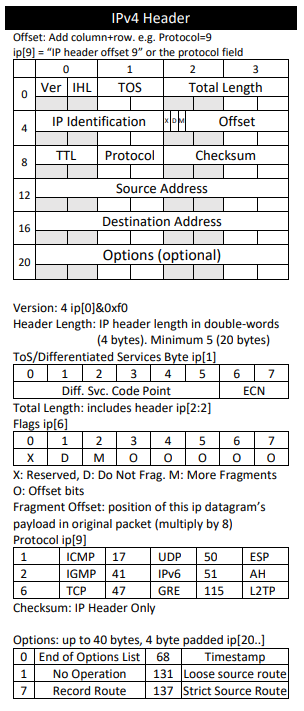 IPv4 Header
Offset: Add column+row. e.g. Protocol=9
ip[9] = "IP header offset 9" or the protocol field
0 1 2 3
0 Ver IHL TOS Total Length
4 IP Identification X D M Offset
8 TTL Protocol Checksum
12 Source Address
16 Destination Address
20 Options (optional)
Version: 4 ip[0]&0xf0
Header Length: IP header length in double-words
(4 bytes). Minimum 5 (20 bytes)
ToS/Differentiated Services Byte ip[1]
0 1 2 3 4 5 6 7
Diff. Svc. Code Point ECN
Total Length: includes header ip[2:2]
Flags ip[6]
0 1 2 3 4 5 6 7
X D M O O O O O
X: Reserved, D: Do Not Frag. M: More Fragments
O: Offset bits
Fragment Offset: position of this ip datagram's
payload in original packet (multiply by 8)
Protocol ip[9]
1 ICMP 17 UDP 50 ESP
2 IGMP 41 IPv6 51 AH
6 TCP 47 GRE 115 L2TP
Checksum: IP Header Only
Options: up to 40 bytes, 4 byte padded ip[20..]
0 End of Options List 68 Timestamp
1 No Operation 131 Loose source route
7 Record Route 137 Strict Source Route